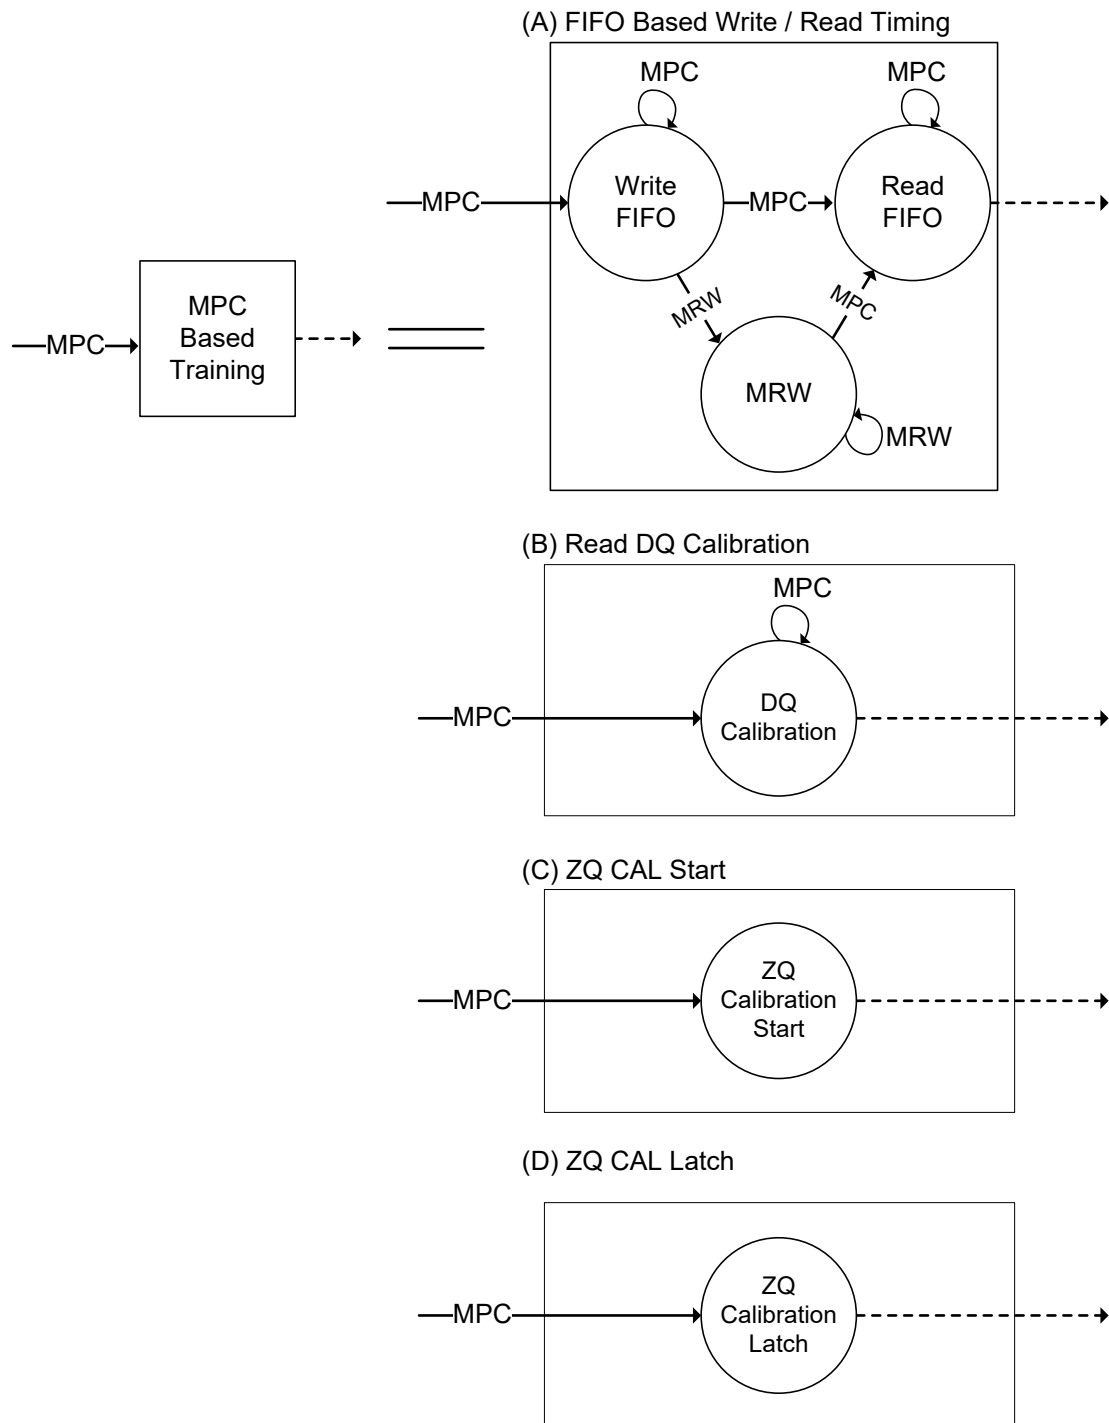 (A) FIFO Based Write / Read Timing
MPC
MPC
MPC
Write
FIFO
MPC
Read
FIFO
MRW
MPC
MRW
MRW
MPC
MPC
Based
Training
(B) Read DQ Calibration
MPC
MPC
DQ
Calibration
(C) ZQ CAL Start
MPC
ZQ
Calibration
Start
(D) ZQ CAL Latch
MPC
ZQ
Calibration
Latch